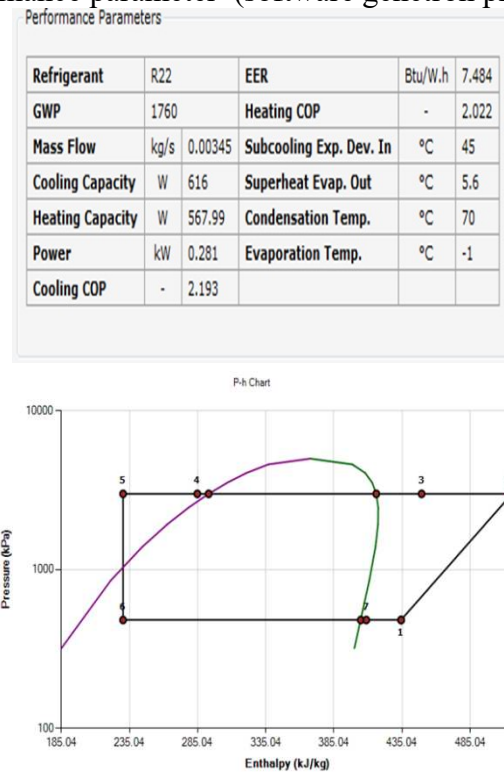 Performance Parameters
Refrigerant R22 EER Btu/W.h 7.484
GWP 1760 Heating COP - 2.022
Mass Flow kg/s 0.00345 Subcooling Exp. Dev. In °C 45
Cooling Capacity W 616 Superheat Evap. Out °C 5.6
Heating Capacity W 567.99 Condensation Temp. °C 70
Power kW 0.281 Evaporation Temp. °C -1
Cooling COP - 2.193
P-h Chart
10000
5 4 3
1000
6 7
1
100
185.04 235.04 285.04 335.04 385.04 435.04 485.04
Pressure (kPa)
Enthalpy (kJ/kg)